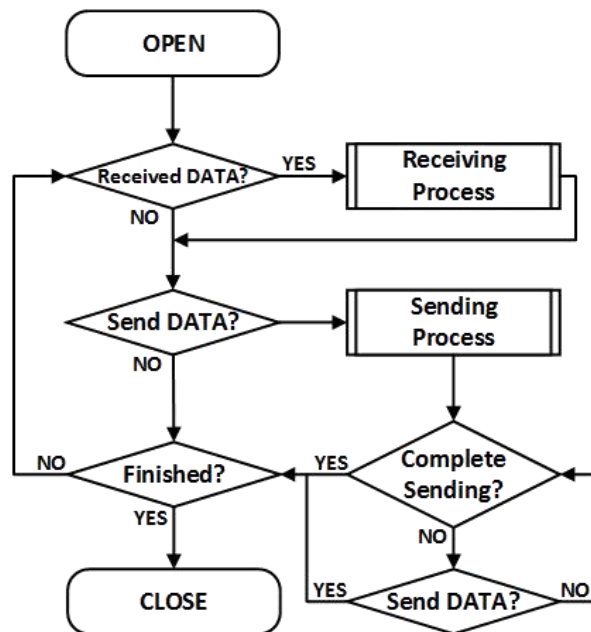 OPEN
Received DATA?
YES
Receiving
Process
NO
Send DATA?
Sending
Process
NO
Finished?
NO
YES
YES
Complete
Sending?
NO
CLOSE
YES
Send DATA?
NO